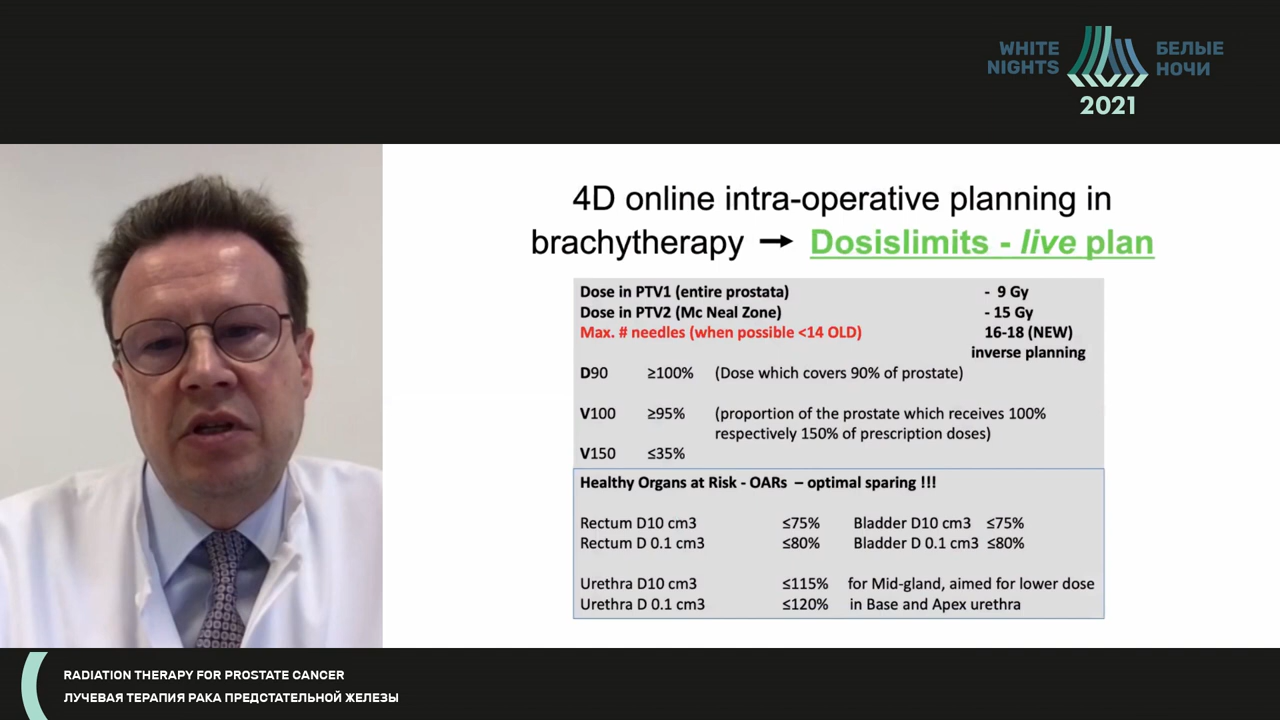 WHITE
NIGHTS
БЕЛЫЕ
НОЧИ
2021
4D online intra-operative planning in
brachytherapy → Dosislimits - live plan
Dose in PTV1 (entire prostata) - 9 Gy
Dose in PTV2 (Mc Neal Zone) - 15 Gy
Max. # needles (when possible <14 OLD) 16-18 (NEW)
inverse planning
D90 ≥100% (Dose which covers 90% of prostate)
V100 ≥95% (proportion of the prostate which receives 100%
respectively 150% of prescription doses)
V150 ≤35%
Healthy Organs at Risk - OARs – optimal sparing !!!
Rectum D10 cm3 ≤75% Bladder D10 cm3 ≤75%
Rectum D 0.1 cm3 ≤80% Bladder D 0.1 cm3 ≤80%
Urethra D10 cm3 ≤115% for Mid-gland, aimed for lower dose
Urethra D 0.1 cm3 ≤120% in Base and Apex urethra
RADIATION THERAPY FOR PROSTATE CANCER
ЛУЧЕВАЯ ТЕРАПИЯ РАКА ПРЕДСТАТЕЛЬНОЙ ЖЕЛЕЗЫ